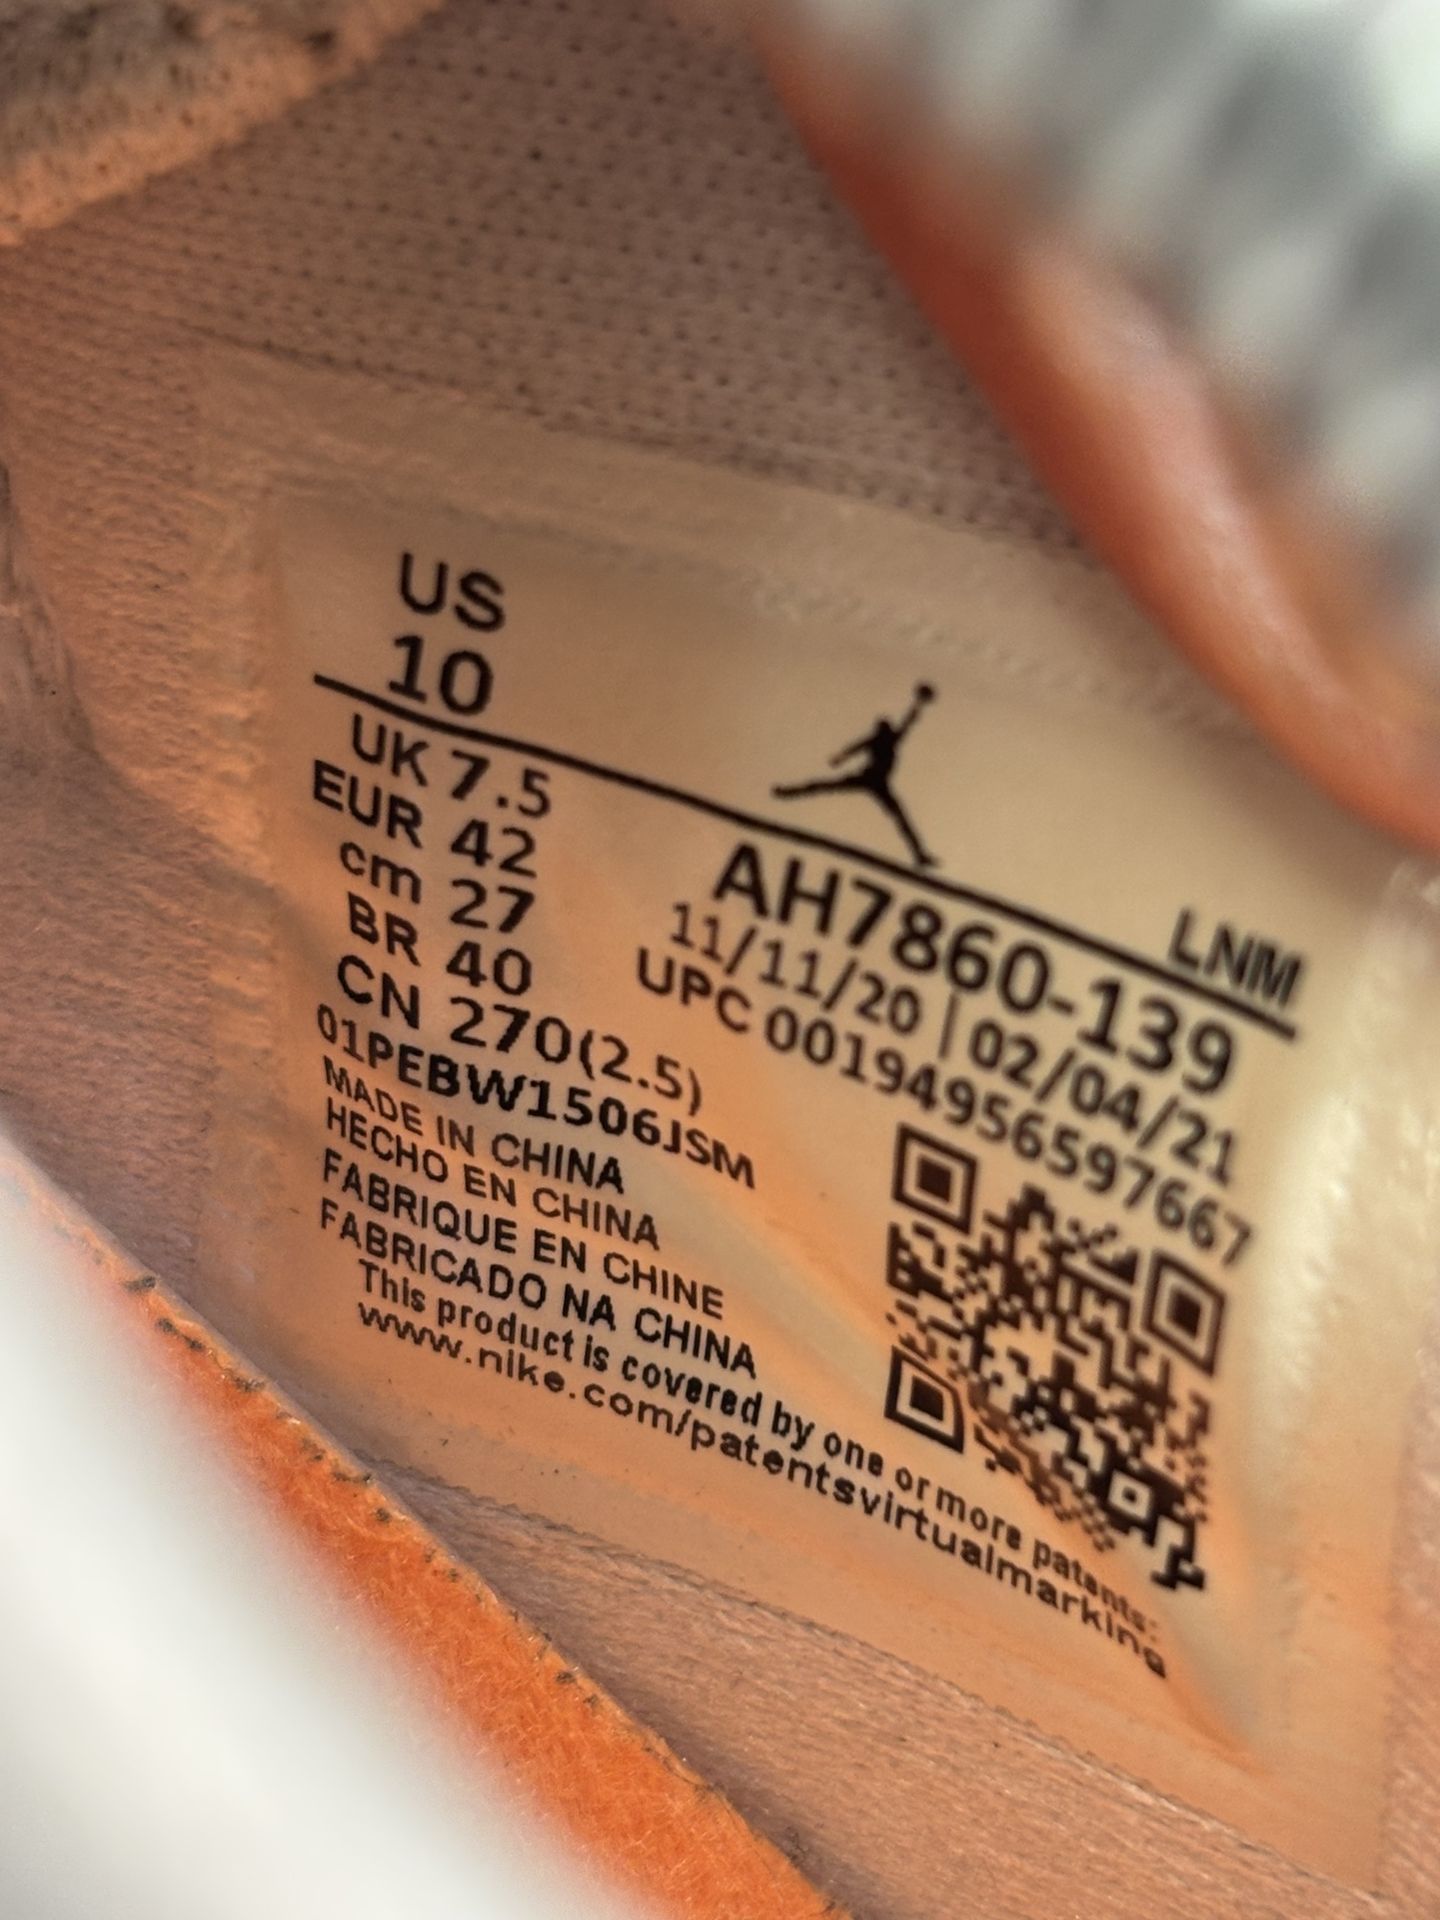 US
10
UK 7.5
EUR 42
cm 27
BR 40
CN 270(2.5)
01PEBW1506JSM
MADE IN CHINA
HECHO EN CHINA
FABRIQUE EN CHINE
FABRICADO NA CHINA
This product is covered by one or more patents:
www.nike.com/patentsvirtualmarking
LNM
AH7860-139
11/11/20 | 02/04/21
UPC 00194956597667